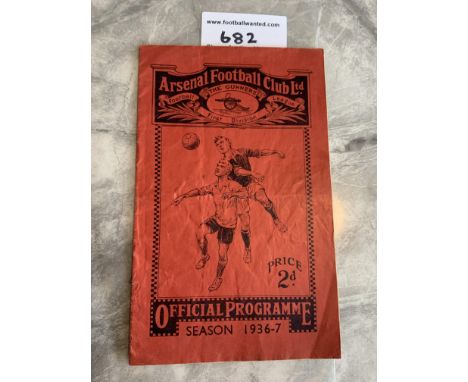 www.footballwanted.com
682
Arsenal Football Club Ltd
"THE GUNNERS"
Football League
First Division
PRICE
2d.
OFFICIAL PROGRAMME
SEASON 1936-7